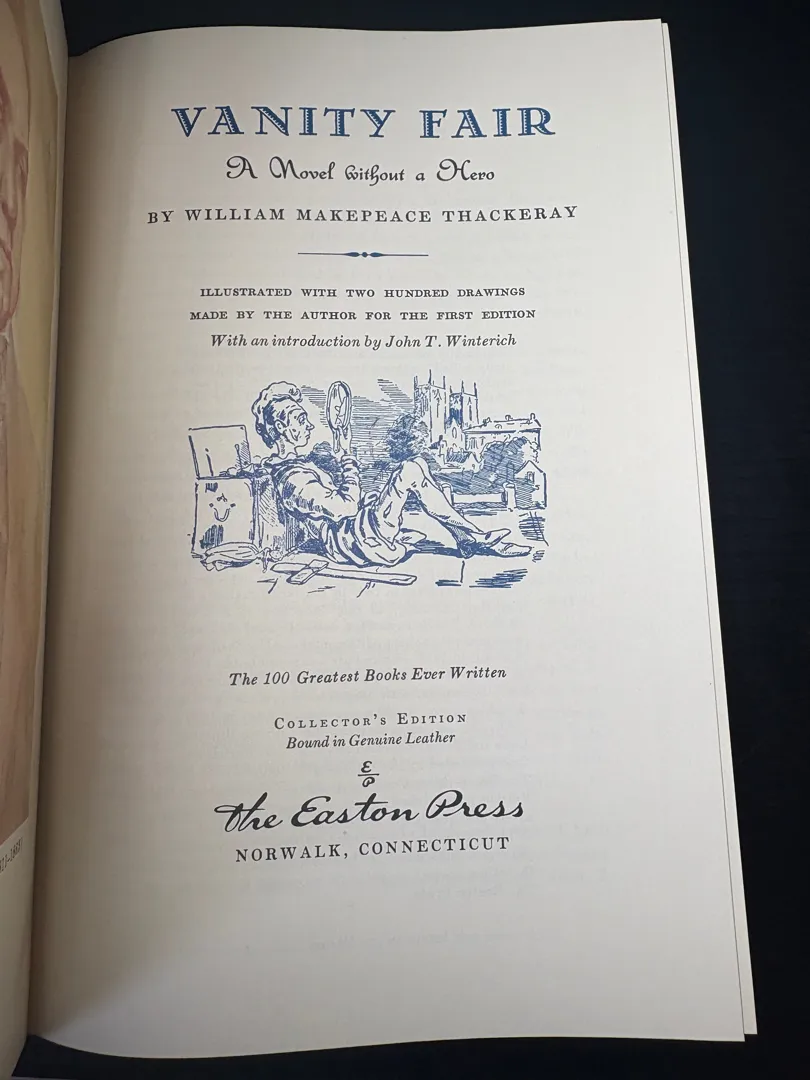 VANITY FAIR
A Novel without a Hero
BY WILLIAM MAKEPEACE THACKERAY
ILLUSTRATED WITH TWO HUNDRED DRAWINGS
MADE BY THE AUTHOR FOR THE FIRST EDITION
With an introduction by John T. Winterich
The 100 Greatest Books Ever Written
COLLECTOR'S EDITION
Bound in Genuine Leather
E
P
The Easton Press
NORWALK, CONNECTICUT